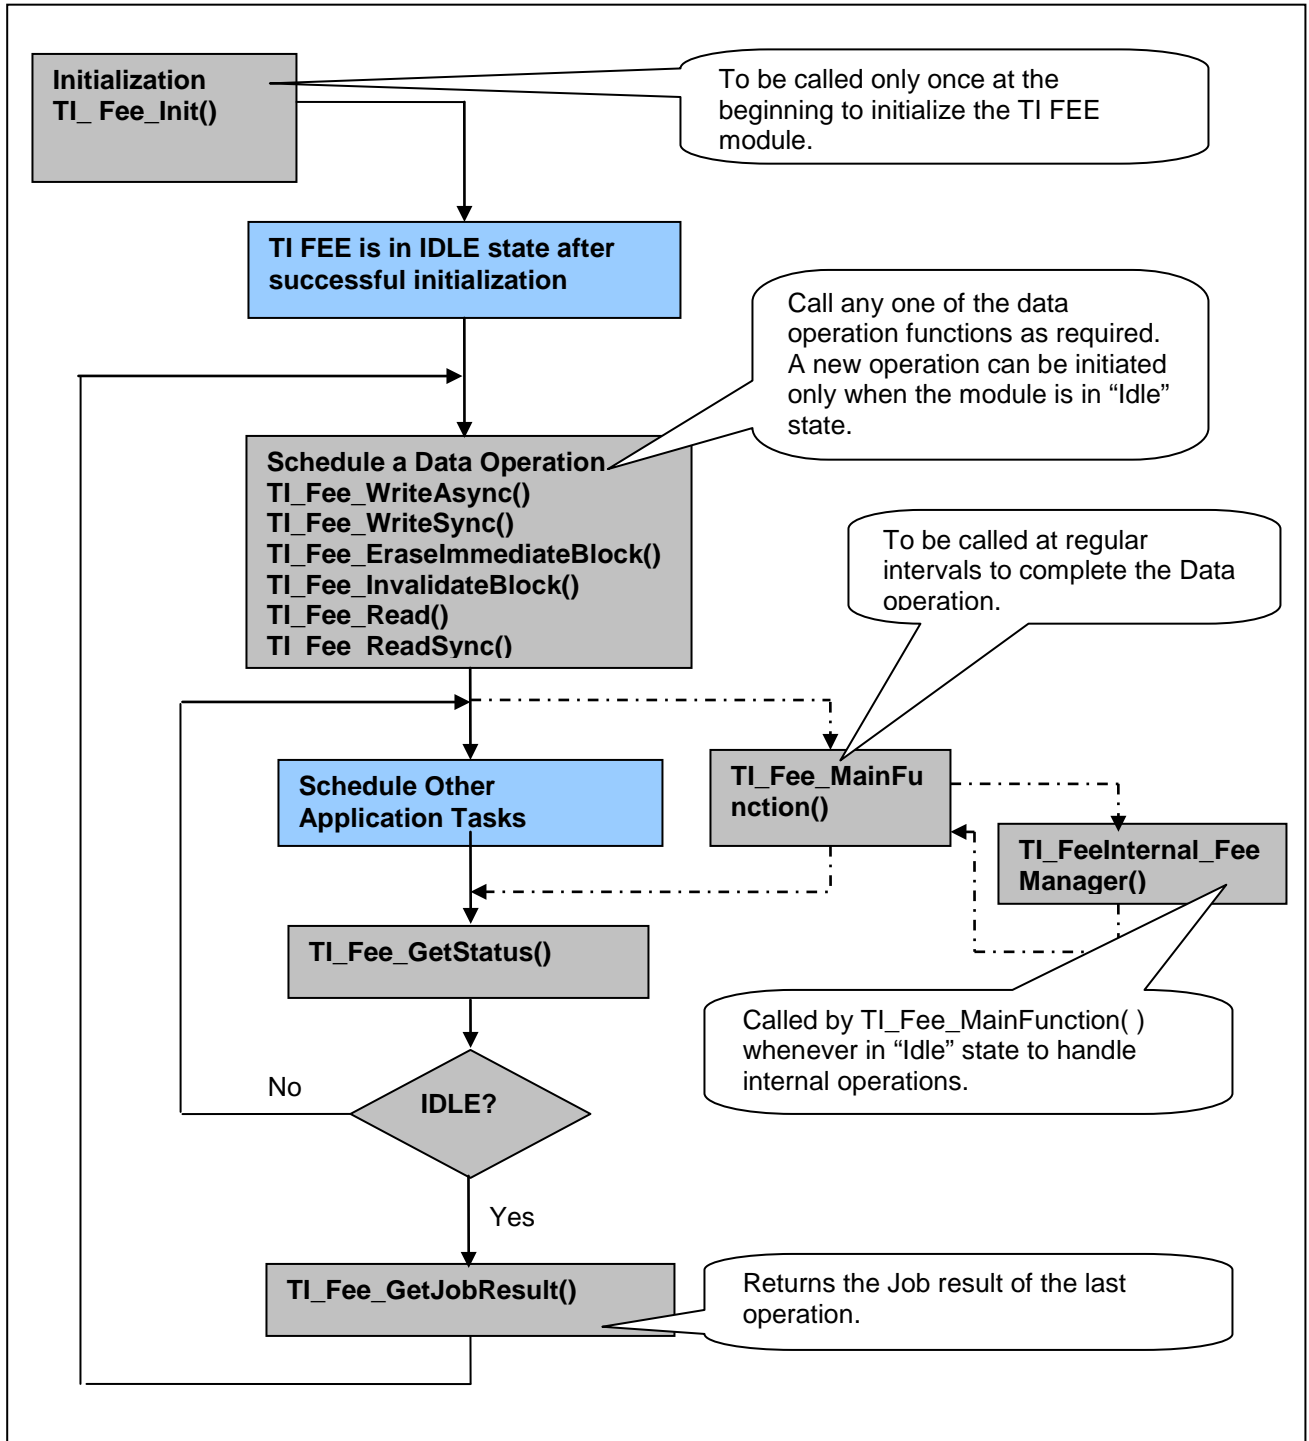 Initialization
TI_ Fee_Init()
To be called only once at the
beginning to initialize the TI FEE
module.
TI FEE is in IDLE state after
successful initialization
Call any one of the data
operation functions as required.
A new operation can be initiated
only when the module is in “Idle”
state.
Schedule a Data Operation
TI_Fee_WriteAsync()
TI_Fee_WriteSync()
TI_Fee_EraseImmediateBlock()
TI_Fee_InvalidateBlock()
TI_Fee_Read()
TI_Fee_ReadSync()
To be called at regular
intervals to complete the Data
operation.
Schedule Other
Application Tasks
TI_Fee_MainFu
nction()
TI_FeeInternal_Fee
Manager()
TI_Fee_GetStatus()
Called by TI_Fee_MainFunction( )
whenever in “Idle” state to handle
internal operations.
No
IDLE?
Yes
TI_Fee_GetJobResult()
Returns the Job result of the last
operation.